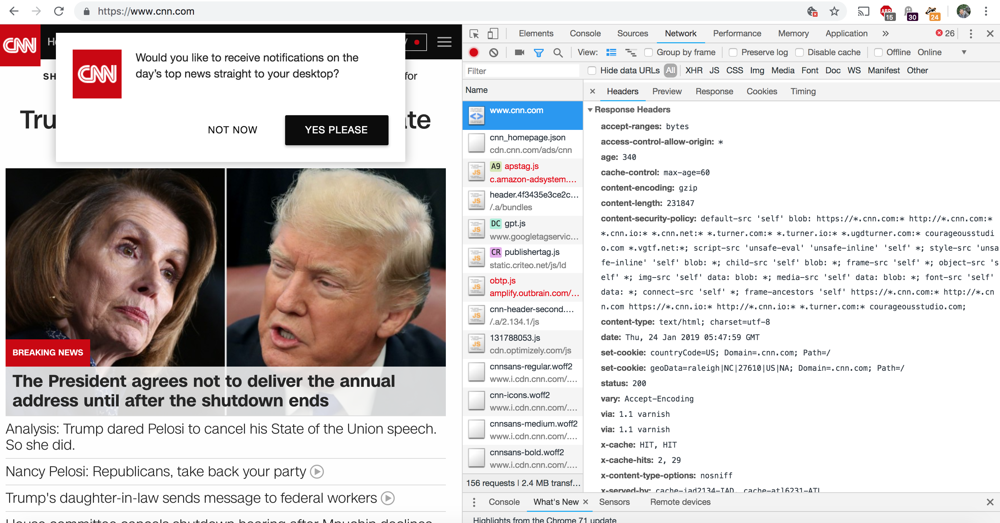 https://www.cnn.com
15
30
24
CNN
SH
for
CNN
Would you like to receive notifications on the
day’s top news straight to your desktop?
NOT NOW
YES PLEASE
BREAKING NEWS
The President agrees not to deliver the annual
address until after the shutdown ends
Analysis: Trump dared Pelosi to cancel his State of the Union speech.
So she did.
Nancy Pelosi: Republicans, take back your party
Trump's daughter-in-law sends message to federal workers
House committee cancels shutdown hearing after Mnuchin declines
Elements Console Sources Network Performance Memory Application » 26
View: Group by frame Preserve log Disable cache Offline Online
Filter Hide data URLs All XHR JS CSS Img Media Font Doc WS Manifest Other
Name
www.cnn.com
cnn_homepage.json
cdn.cnn.com/ads/cnn
A9 apstag.js
c.amazon-adsystem.…
header.4f3435e3ce2c…
/.a/bundles
DC gpt.js
www.googletagservic…
CR publishertag.js
static.criteo.net/js/ld
obtp.js
amplify.outbrain.com/…
cnn-header-second.…
/.a/2.134.1/js
131788053.js
cdn.optimizely.com/js
cnnsans-regular.woff2
www.i.cdn.cnn.com/.…
cnn-icons.woff2
www.i.cdn.cnn.com/.…
cnnsans-medium.woff2
www.i.cdn.cnn.com/.…
cnnsans-bold.woff2
www.i.cdn.cnn.com/.…
156 requests | 2.4 MB transf…
× Headers Preview Response Cookies Timing
Response Headers
accept-ranges: bytes
access-control-allow-origin: *
age: 340
cache-control: max-age=60
content-encoding: gzip
content-length: 231847
content-security-policy: default-src 'self' blob: https://*.cnn.com:* http://*.cnn.com:*
*.cnn.io:* *.cnn.net:* *.turner.com:* *.turner.io:* *.ugdturner.com:* courageousstudi
o.com *.vgtf.net:*; script-src 'unsafe-eval' 'unsafe-inline' 'self' *; style-src 'unsa
fe-inline' 'self' blob: *; child-src 'self' blob: *; frame-src 'self' *; object-src 's
elf' *; img-src 'self' data: blob: *; media-src 'self' data: blob: *; font-src 'self'
data: *; connect-src 'self' *; frame-ancestors 'self' https://*.cnn.com:* http://*.cn
n.com https://*.cnn.io:* http://*.cnn.io:* *.turner.com:* courageousstudio.com;
content-type: text/html; charset=utf-8
date: Thu, 24 Jan 2019 05:47:59 GMT
set-cookie: countryCode=US; Domain=.cnn.com; Path=/
set-cookie: geoData=raleigh|NC|27610|US|NA; Domain=.cnn.com; Path=/
status: 200
vary: Accept-Encoding
via: 1.1 varnish
via: 1.1 varnish
x-cache: HIT, HIT
x-cache-hits: 2, 29
x-content-type-options: nosniff
x-served-by: cache-iad2134-IAD, cache-atl6231-ATL
Console What's New × Sensors Remote devices
Highlights from the Chrome 71 update